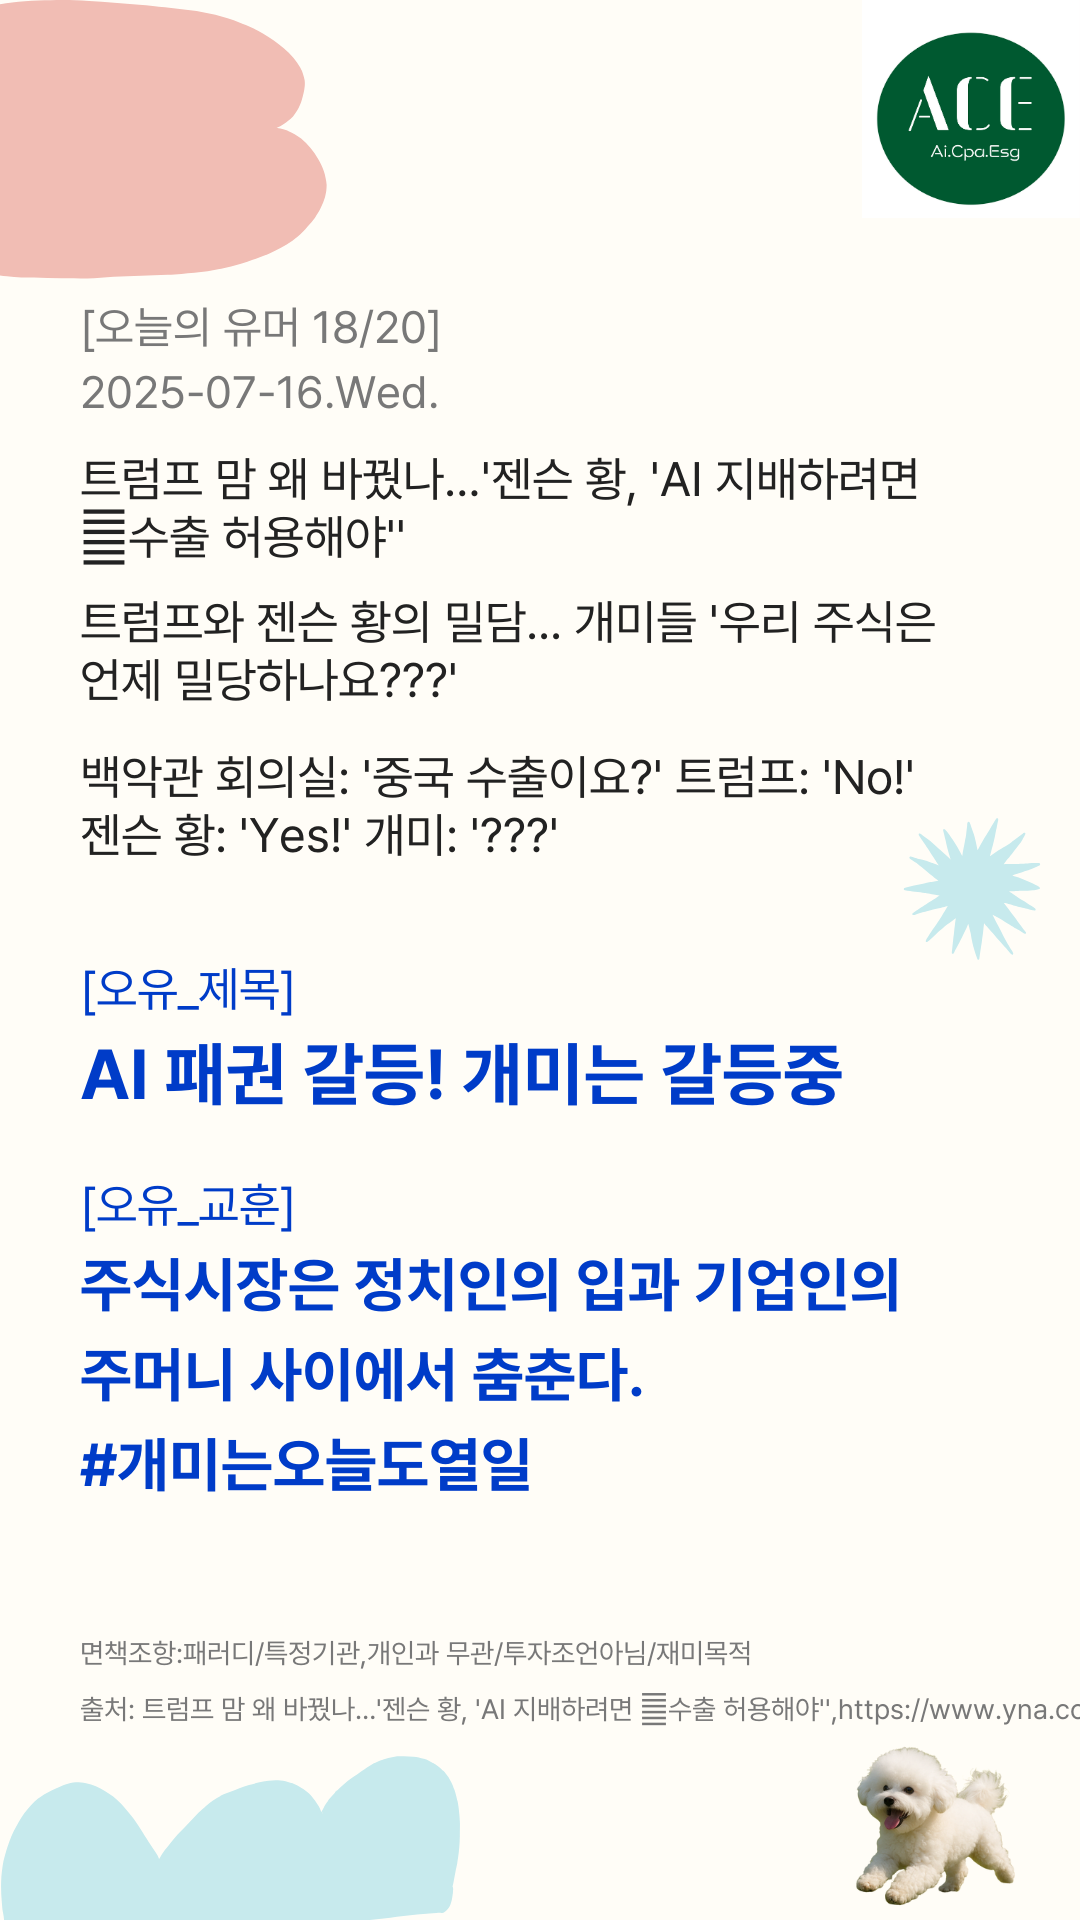 ACE
Ai.Cpa.Esg
[오늘의 유머 18/20]
2025-07-16.Wed.
트럼프 맘 왜 바꿨나…'젠슨 황, 'AI 지배하려면
수출 허용해야''
트럼프와 젠슨 황의 밀담... 개미들 '우리 주식은
언제 밀당하나요???'
백악관 회의실: '중국 수출이요?' 트럼프: 'No!'
젠슨 황: 'Yes!' 개미: '???'
[오유_제목]
AI 패권 갈등! 개미는 갈등중
[오유_교훈]
주식시장은 정치인의 입과 기업인의
주머니 사이에서 춤춘다.
#개미는오늘도열일
면책조항:패러디/특정기관,개인과 무관/투자조언아님/재미목적
출처: 트럼프 맘 왜 바꿨나…'젠슨 황, 'AI 지배하려면 수출 허용해야'',https://www.yna.co